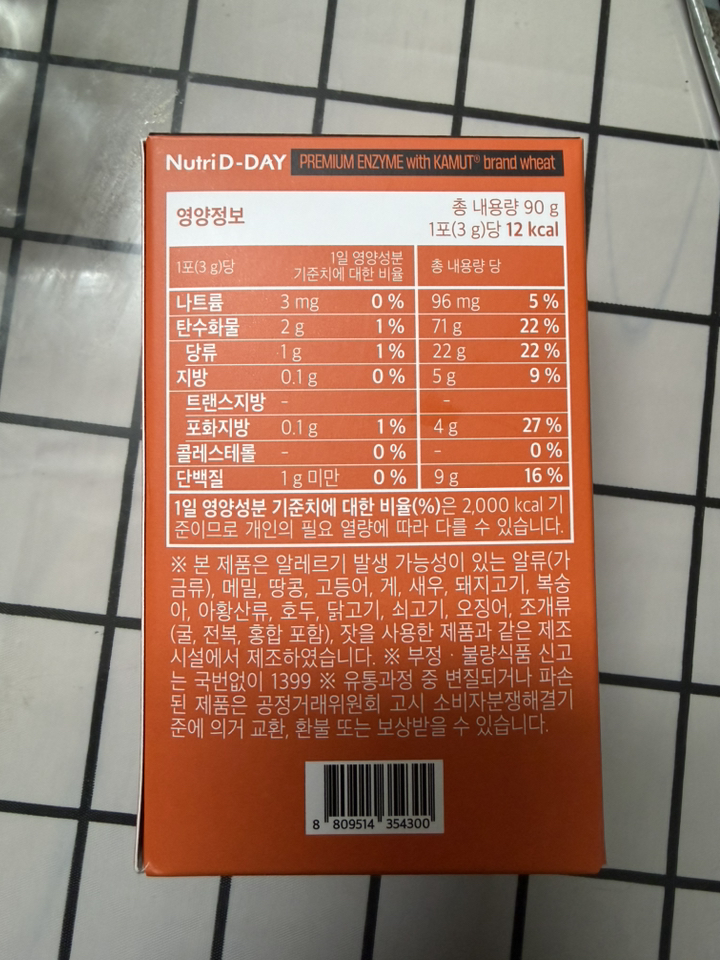 NutriD-DAY PREMIUM ENZYME with KAMUT® brand wheat
영양정보
총 내용량 90 g
1포(3 g)당 12 kcal
1포(3 g)당 1일 영양성분 기준치에 대한 비율 총 내용량 당
나트륨 3 mg 0 % 96 mg 5 %
탄수화물 2 g 1 % 71 g 22 %
당류 1 g 1 % 22 g 22 %
지방 0.1 g 0 % 5 g 9 %
트랜스지방 - -
포화지방 0.1 g 1 % 4 g 27 %
콜레스테롤 - 0 % - 0 %
단백질 1 g 미만 0 % 9 g 16 %
1일 영양성분 기준치에 대한 비율(%)은 2,000 kcal 기
준이므로 개인의 필요 열량에 따라 다를 수 있습니다.
※ 본 제품은 알레르기 발생 가능성이 있는 알류(가
금류), 메밀, 땅콩, 고등어, 게, 새우, 돼지고기, 복숭
아, 아황산류, 호두, 닭고기, 쇠고기, 오징어, 조개류
(굴, 전복, 홍합 포함), 잣을 사용한 제품과 같은 제조
시설에서 제조하였습니다. ※ 부정 · 불량식품 신고
는 국번없이 1399 ※ 유통과정 중 변질되거나 파손
된 제품은 공정거래위원회 고시 소비자분쟁해결기
준에 의거 교환, 환불 또는 보상받을 수 있습니다.
8 809514 354300